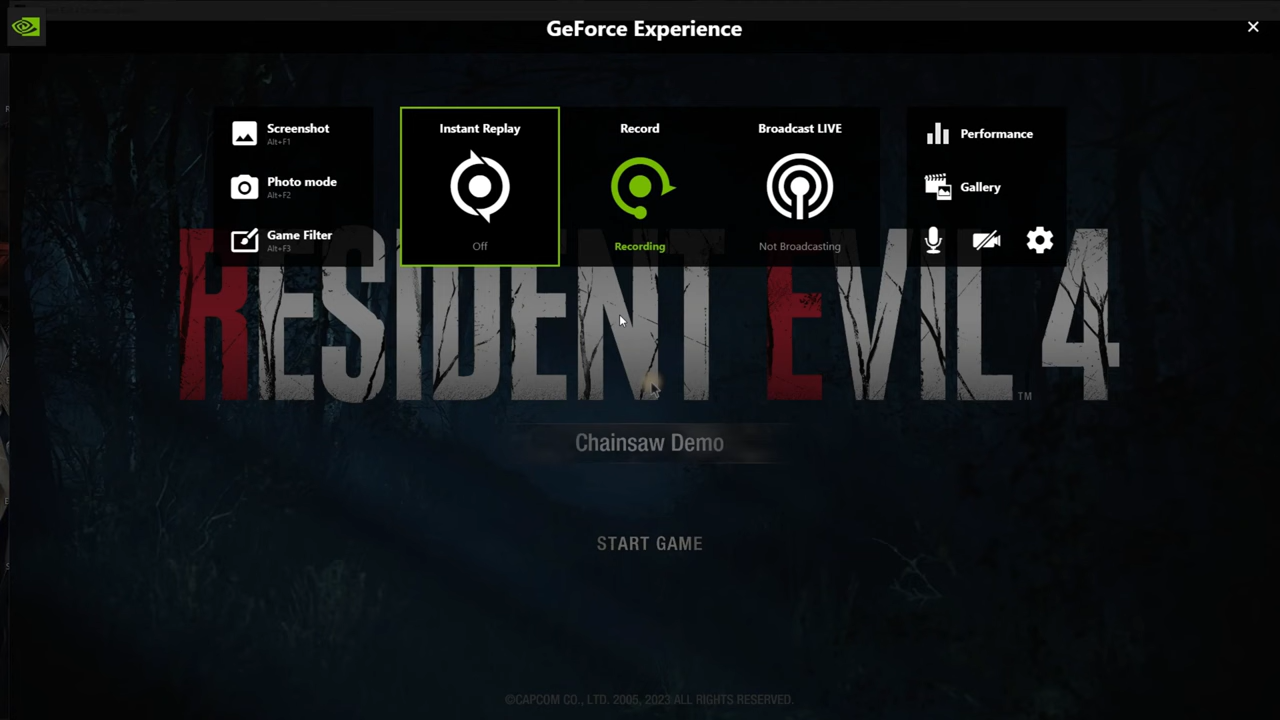 GeForce Experience
Screenshot
Alt+F1
Photo mode
Alt+F2
Game Filter
Alt+F3
Instant Replay
Off
Record
Recording
Broadcast LIVE
Not Broadcasting
Performance
Gallery
RESIDENT EVIL 4
TM
Chainsaw Demo
START GAME
©CAPCOM CO., LTD. 2005, 2023 ALL RIGHTS RESERVED.